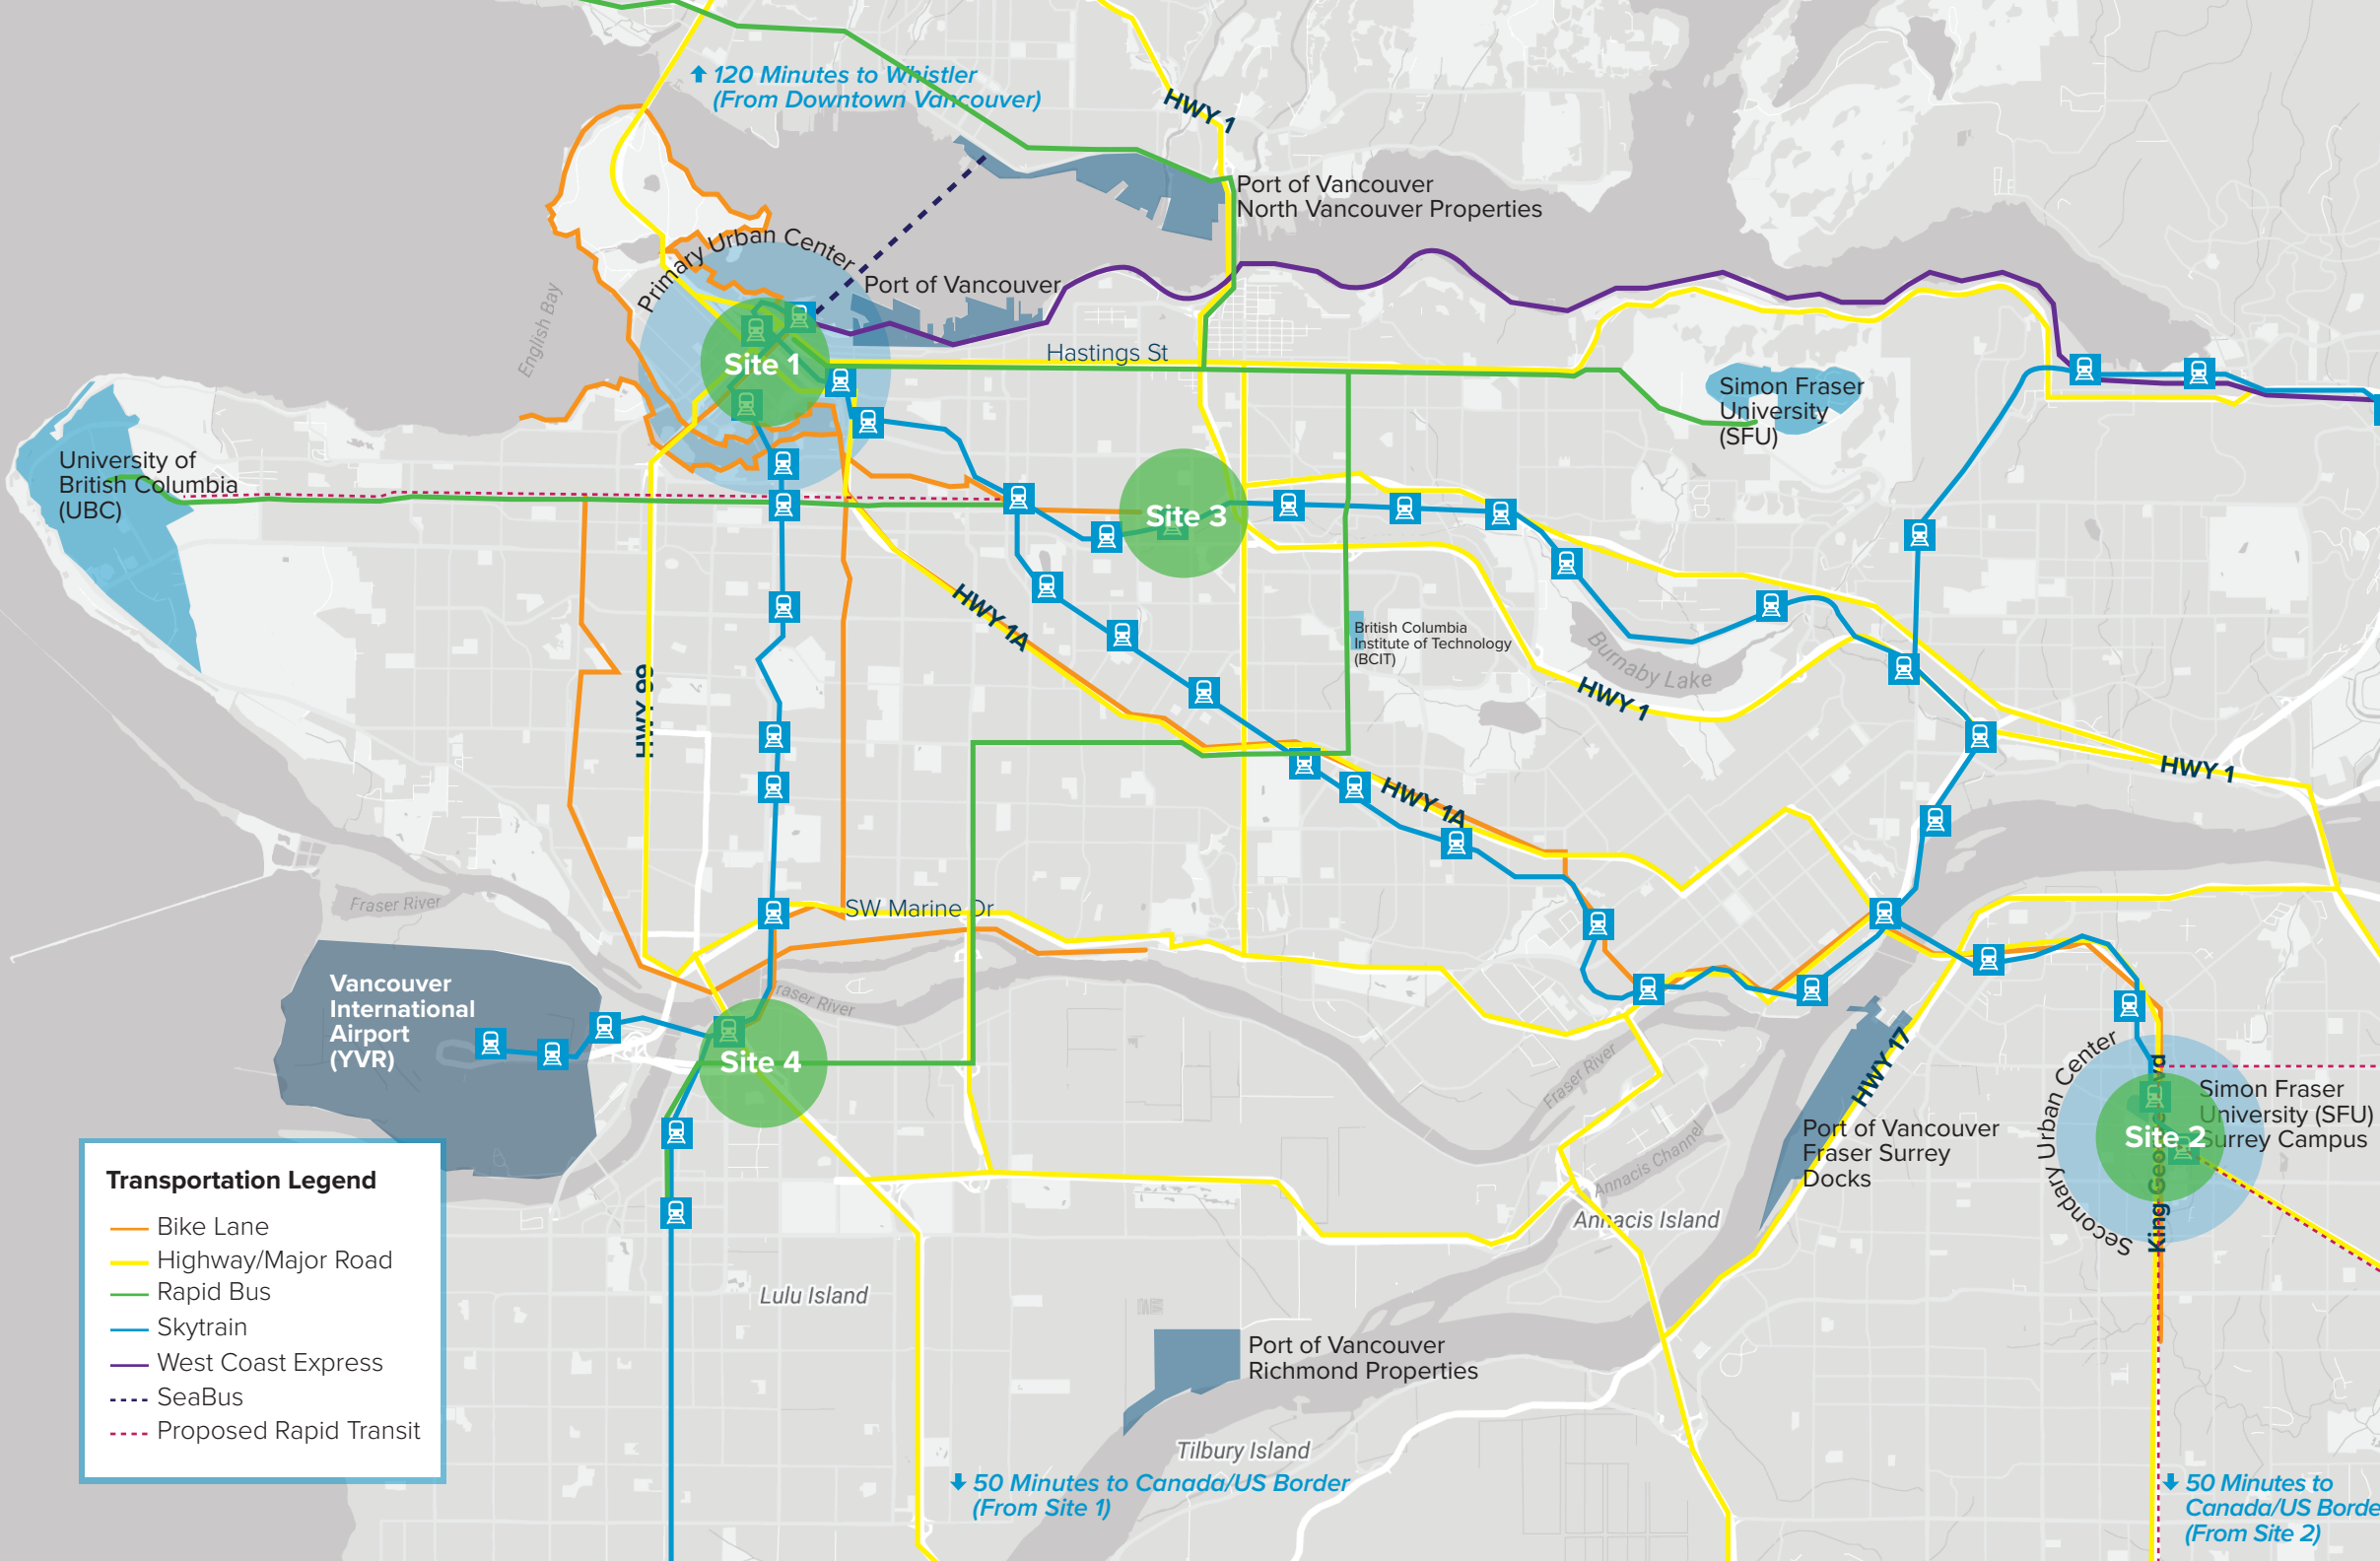 120 Minutes to Whistler
(From Downtown Vancouver)
HWY 1
Port of Vancouver
North Vancouver Properties
Primary Urban Center
Port of Vancouver
English Bay
Hastings St
Site 1
Simon Fraser
University
(SFU)
University of
British Columbia
(UBC)
Site 3
HWY 1A
British Columbia
Institute of Technology
(BCIT)
Burnaby Lake
HWY 99
HWY 1
HWY 1
HWY 1A
Fraser River
SW Marine Dr
Vancouver
International
Airport
(YVR)
Fraser River
Site 4
Fraser River
HWY 17
Secondary Urban Center
King George Blvd
Simon Fraser
University (SFU)
Surrey Campus
Site 2
Port of Vancouver
Fraser Surrey
Docks
Annacis Channel
Annacis Island
Transportation Legend
Bike Lane
Highway/Major Road
Rapid Bus
Skytrain
West Coast Express
SeaBus
Proposed Rapid Transit
Lulu Island
Port of Vancouver
Richmond Properties
Tilbury Island
50 Minutes to Canada/US Border
(From Site 1)
50 Minutes to
Canada/US Borde
(From Site 2)